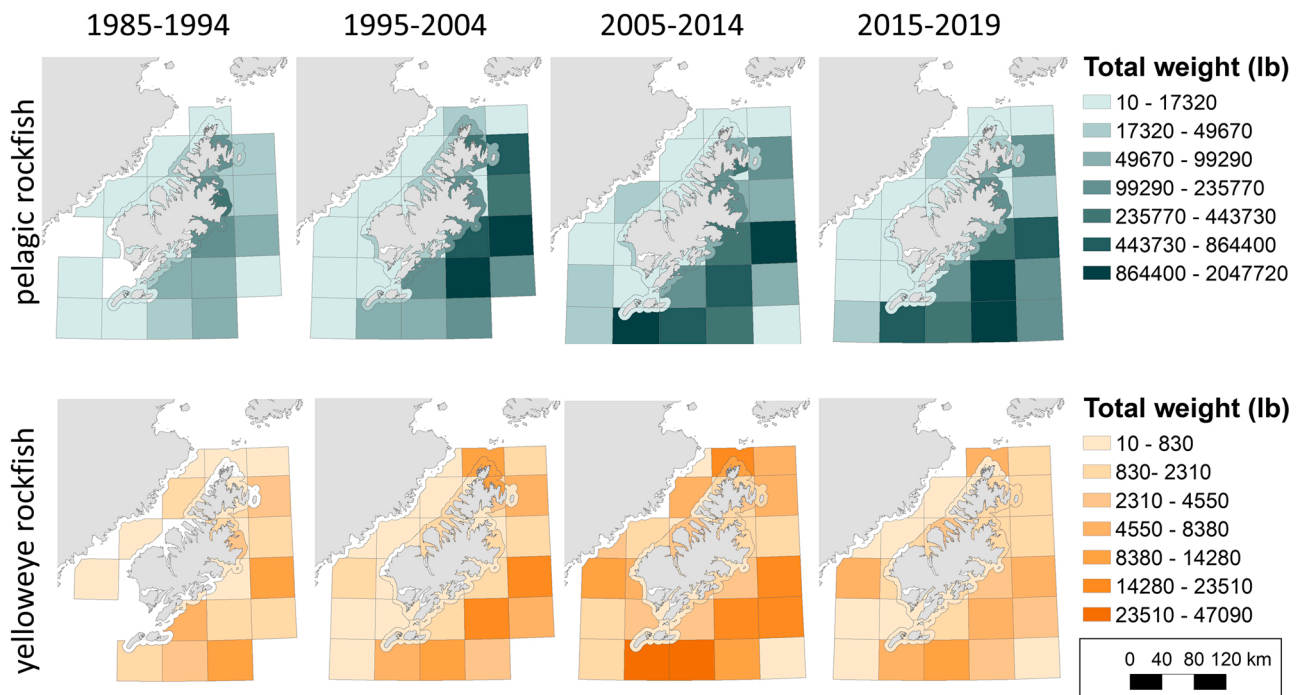 1985-1994
1995-2004
2005-2014
2015-2019
pelagic rockfish
Total weight (lb)
10 - 17320
17320 - 49670
49670 - 99290
99290 - 235770
235770 - 443730
443730 - 864400
864400 - 2047720
yelloweye rockfish
Total weight (lb)
10 - 830
830- 2310
2310 - 4550
4550 - 8380
8380 - 14280
14280 - 23510
23510 - 47090
0 40 80 120 km